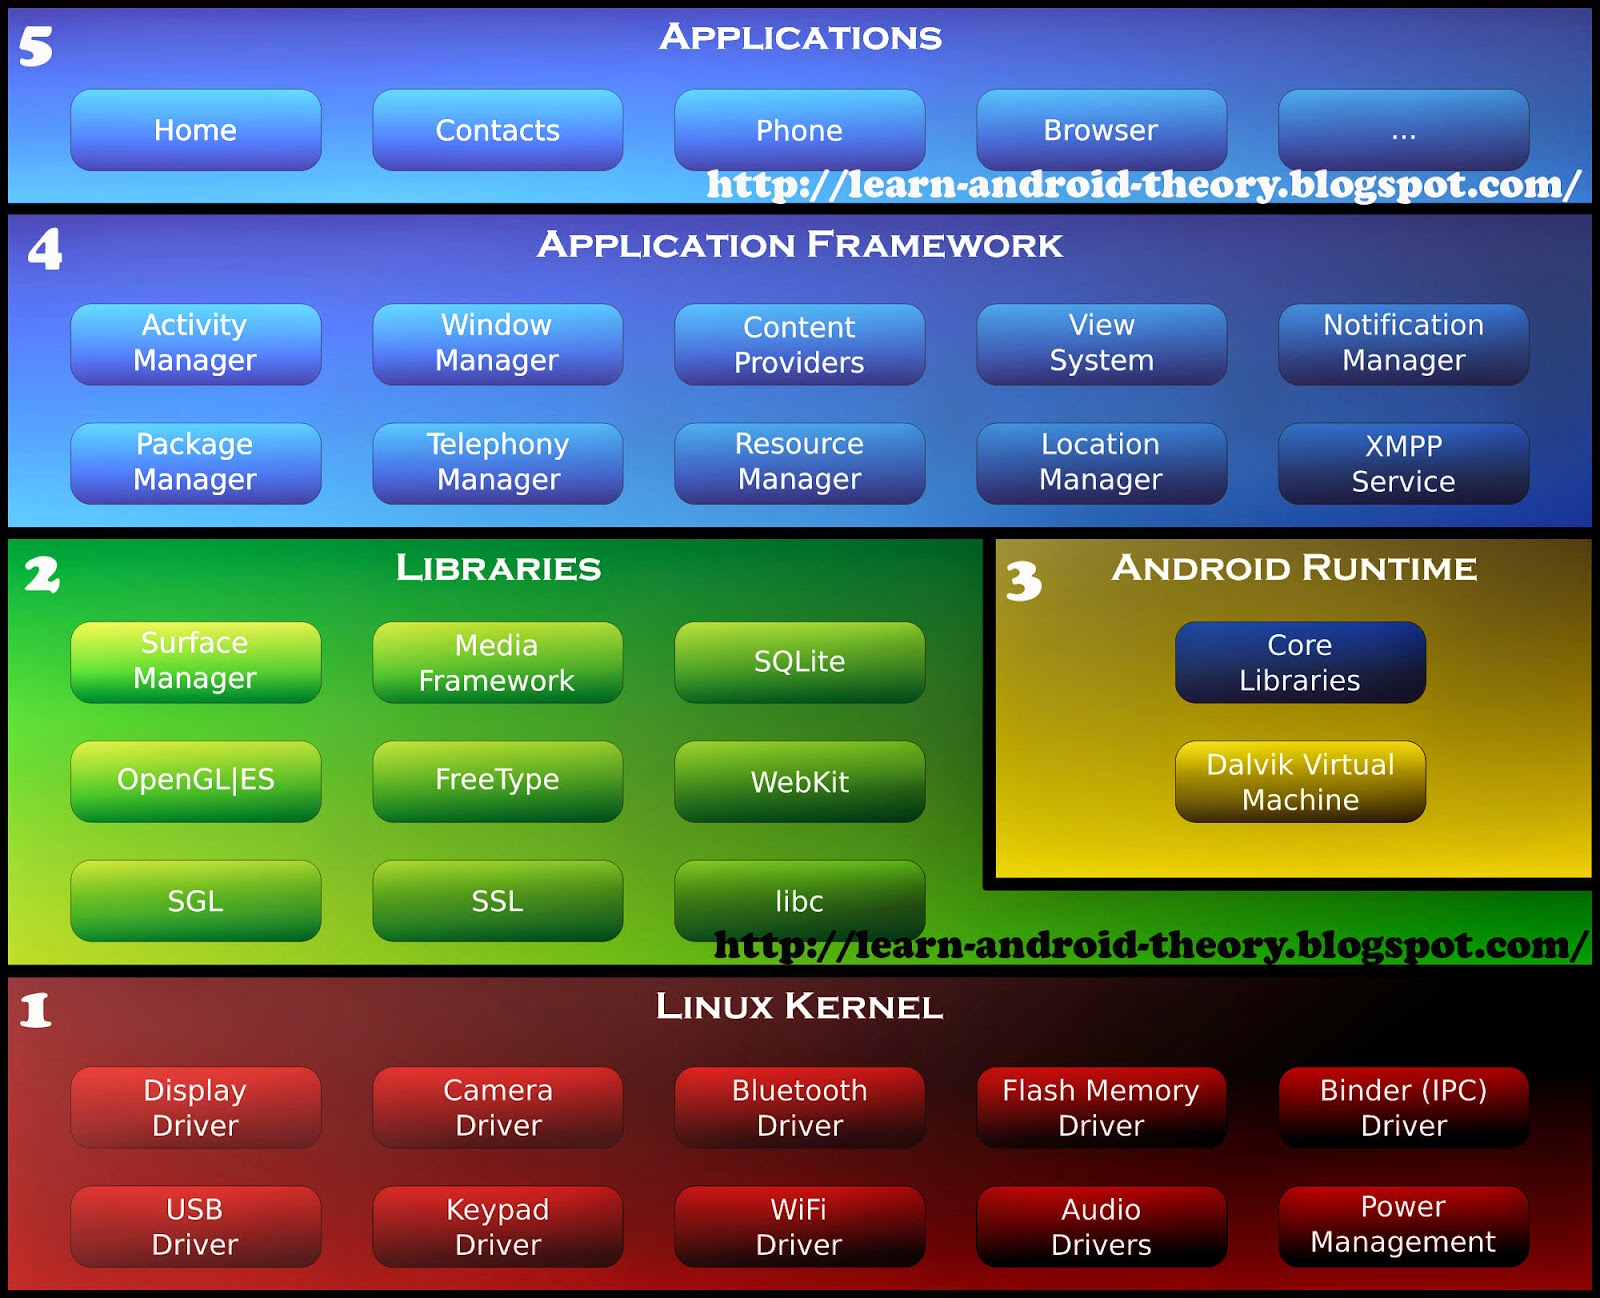 5
APPLICATIONS
Home
Contacts
Phone
Browser
...
http://learn-android-theory.blogspot.com/
4
APPLICATION FRAMEWORK
Activity
Manager
Window
Manager
Content
Providers
View
System
Notification
Manager
Package
Manager
Telephony
Manager
Resource
Manager
Location
Manager
XMPP
Service
2
LIBRARIES
Surface
Manager
Media
Framework
SQLite
OpenGL|ES
FreeType
WebKit
SGL
SSL
libc
3
ANDROID RUNTIME
Core
Libraries
Dalvik Virtual
Machine
http://learn-android-theory.blogspot.com/
1
LINUX KERNEL
Display
Driver
Camera
Driver
Bluetooth
Driver
Flash Memory
Driver
Binder (IPC)
Driver
USB
Driver
Keypad
Driver
WiFi
Driver
Audio
Drivers
Power
Management